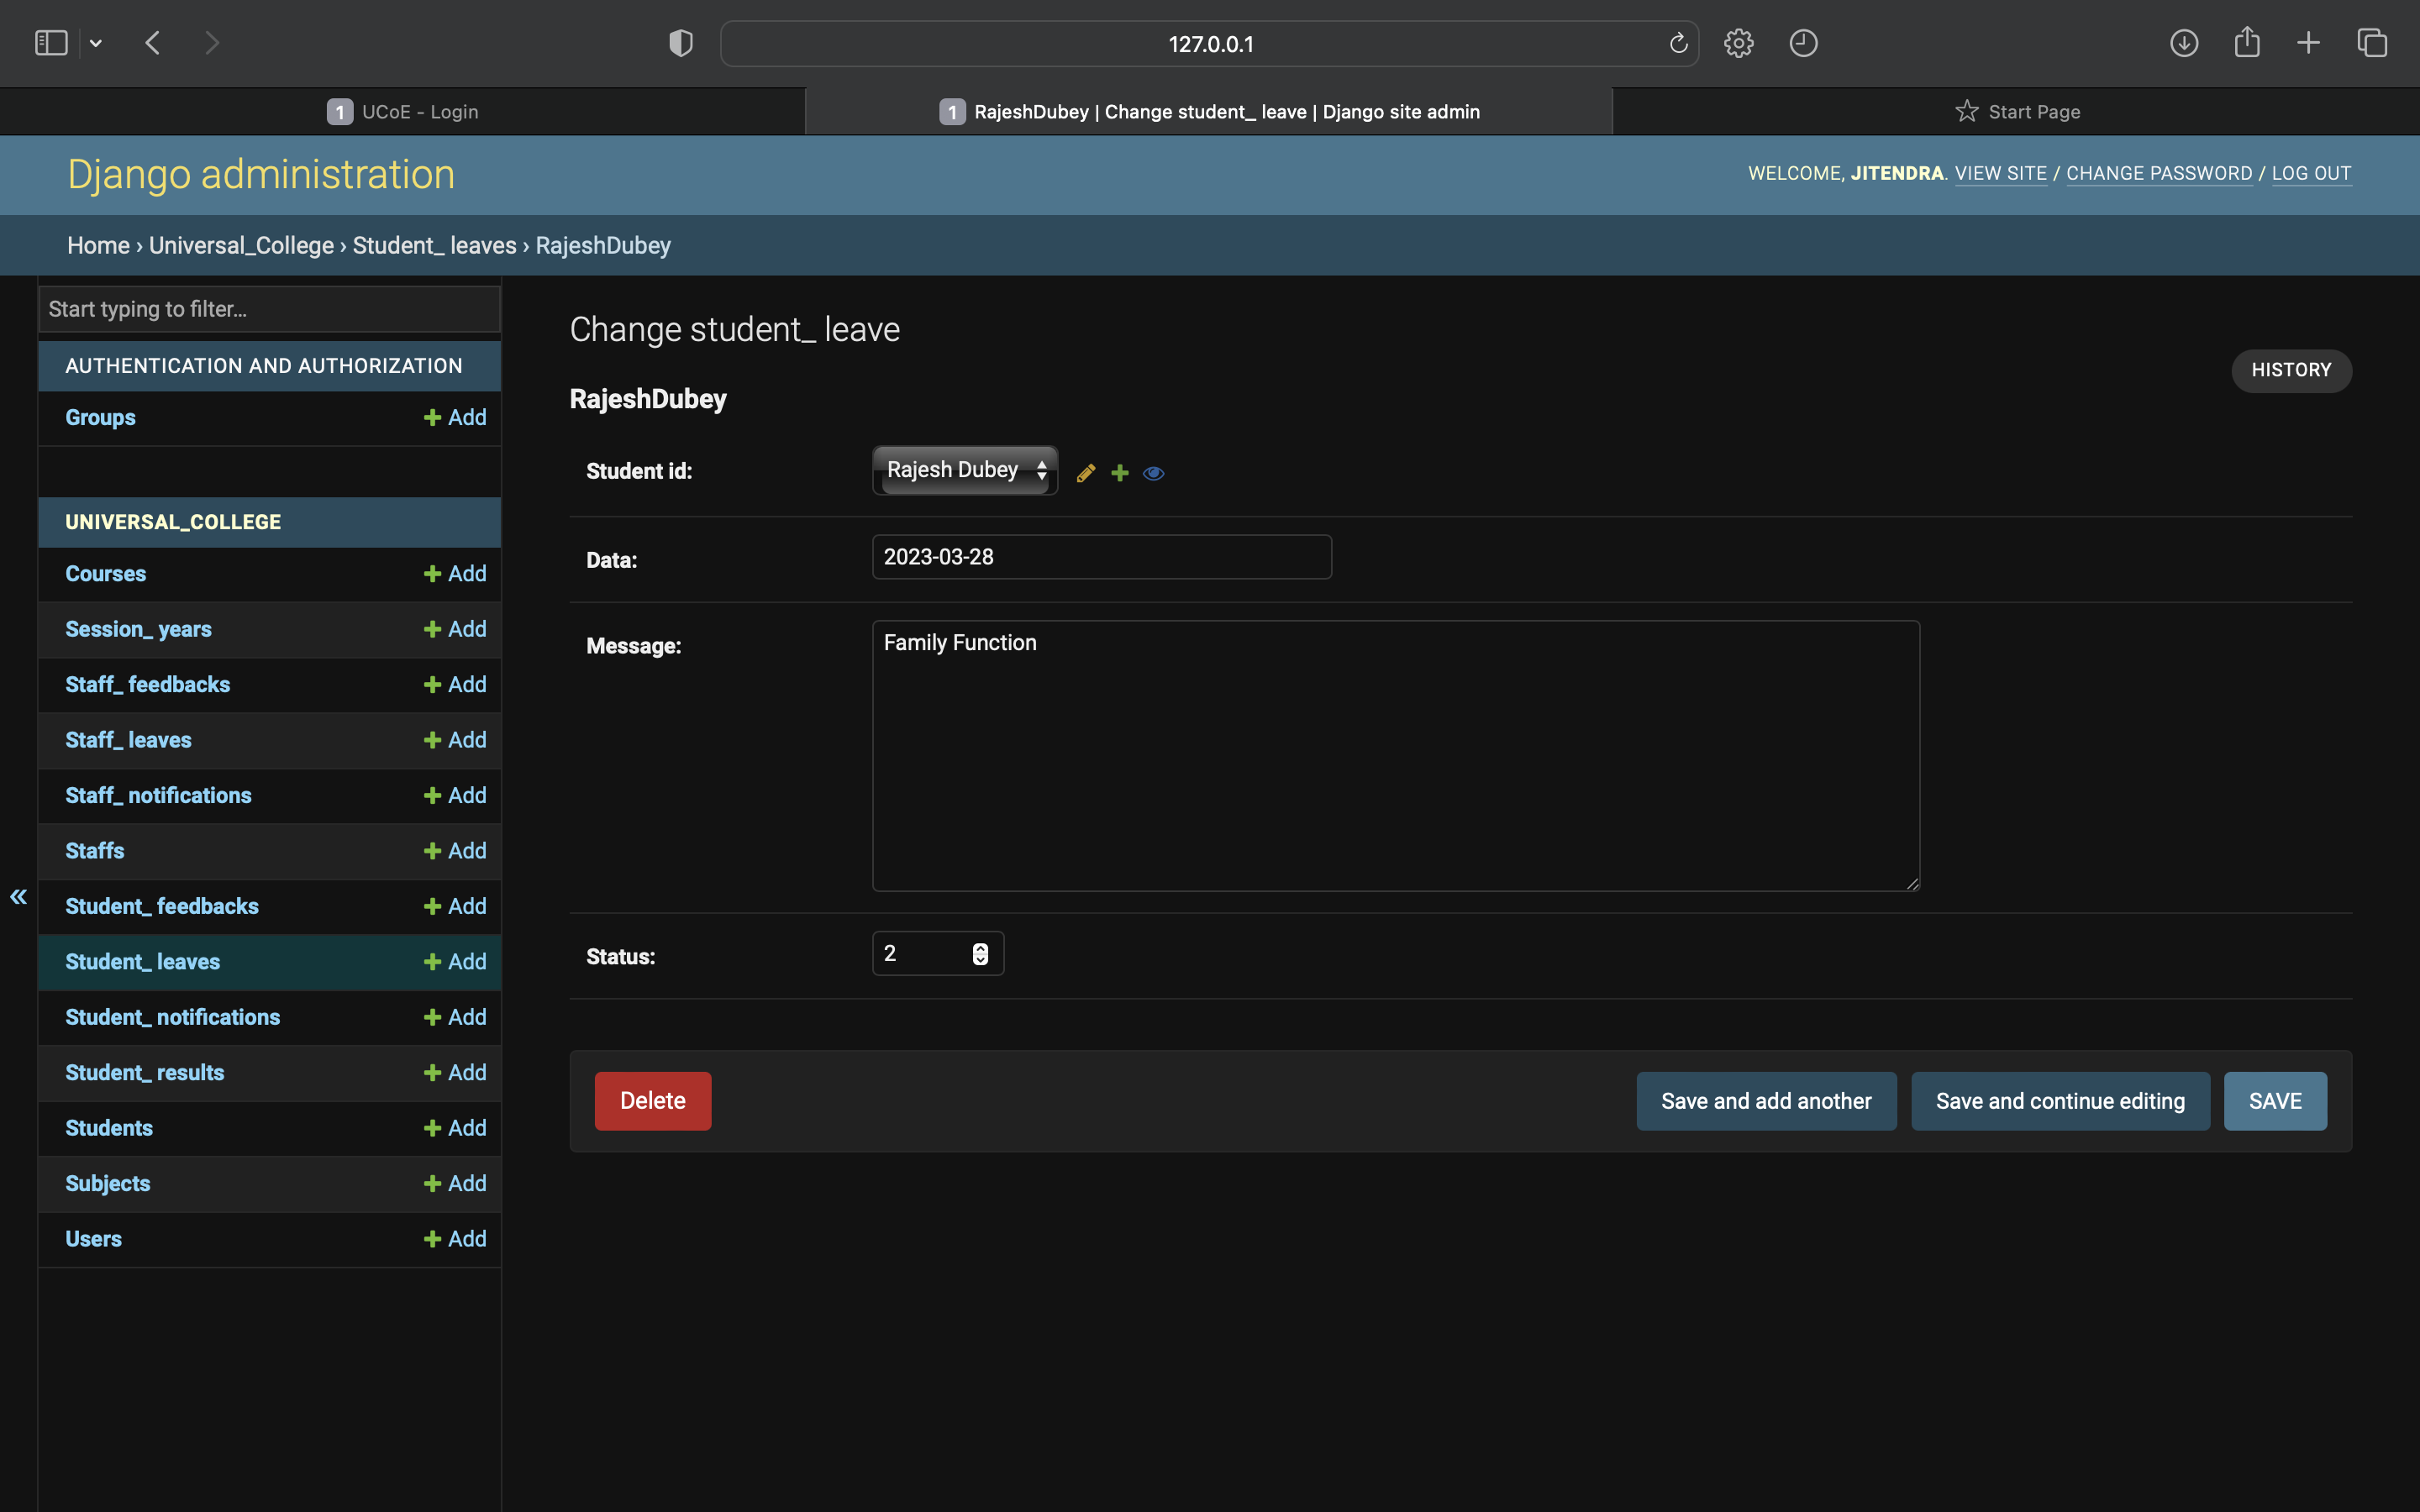 127.0.0.1
1 UCoE - Login
1 RajeshDubey | Change student_ leave | Django site admin
Start Page
Django administration
WELCOME, JITENDRA. VIEW SITE / CHANGE PASSWORD / LOG OUT
Home › Universal_College › Student_ leaves › RajeshDubey
Start typing to filter...
AUTHENTICATION AND AUTHORIZATION
Groups + Add
UNIVERSAL_COLLEGE
Courses + Add
Session_ years + Add
Staff_ feedbacks + Add
Staff_ leaves + Add
Staff_ notifications + Add
Staffs + Add
Student_ feedbacks + Add
Student_ leaves + Add
Student_ notifications + Add
Student_ results + Add
Students + Add
Subjects + Add
Users + Add
«
Change student_ leave
HISTORY
RajeshDubey
Student id: Rajesh Dubey
Data: 2023-03-28
Message: Family Function
Status: 2
Delete Save and add another Save and continue editing SAVE